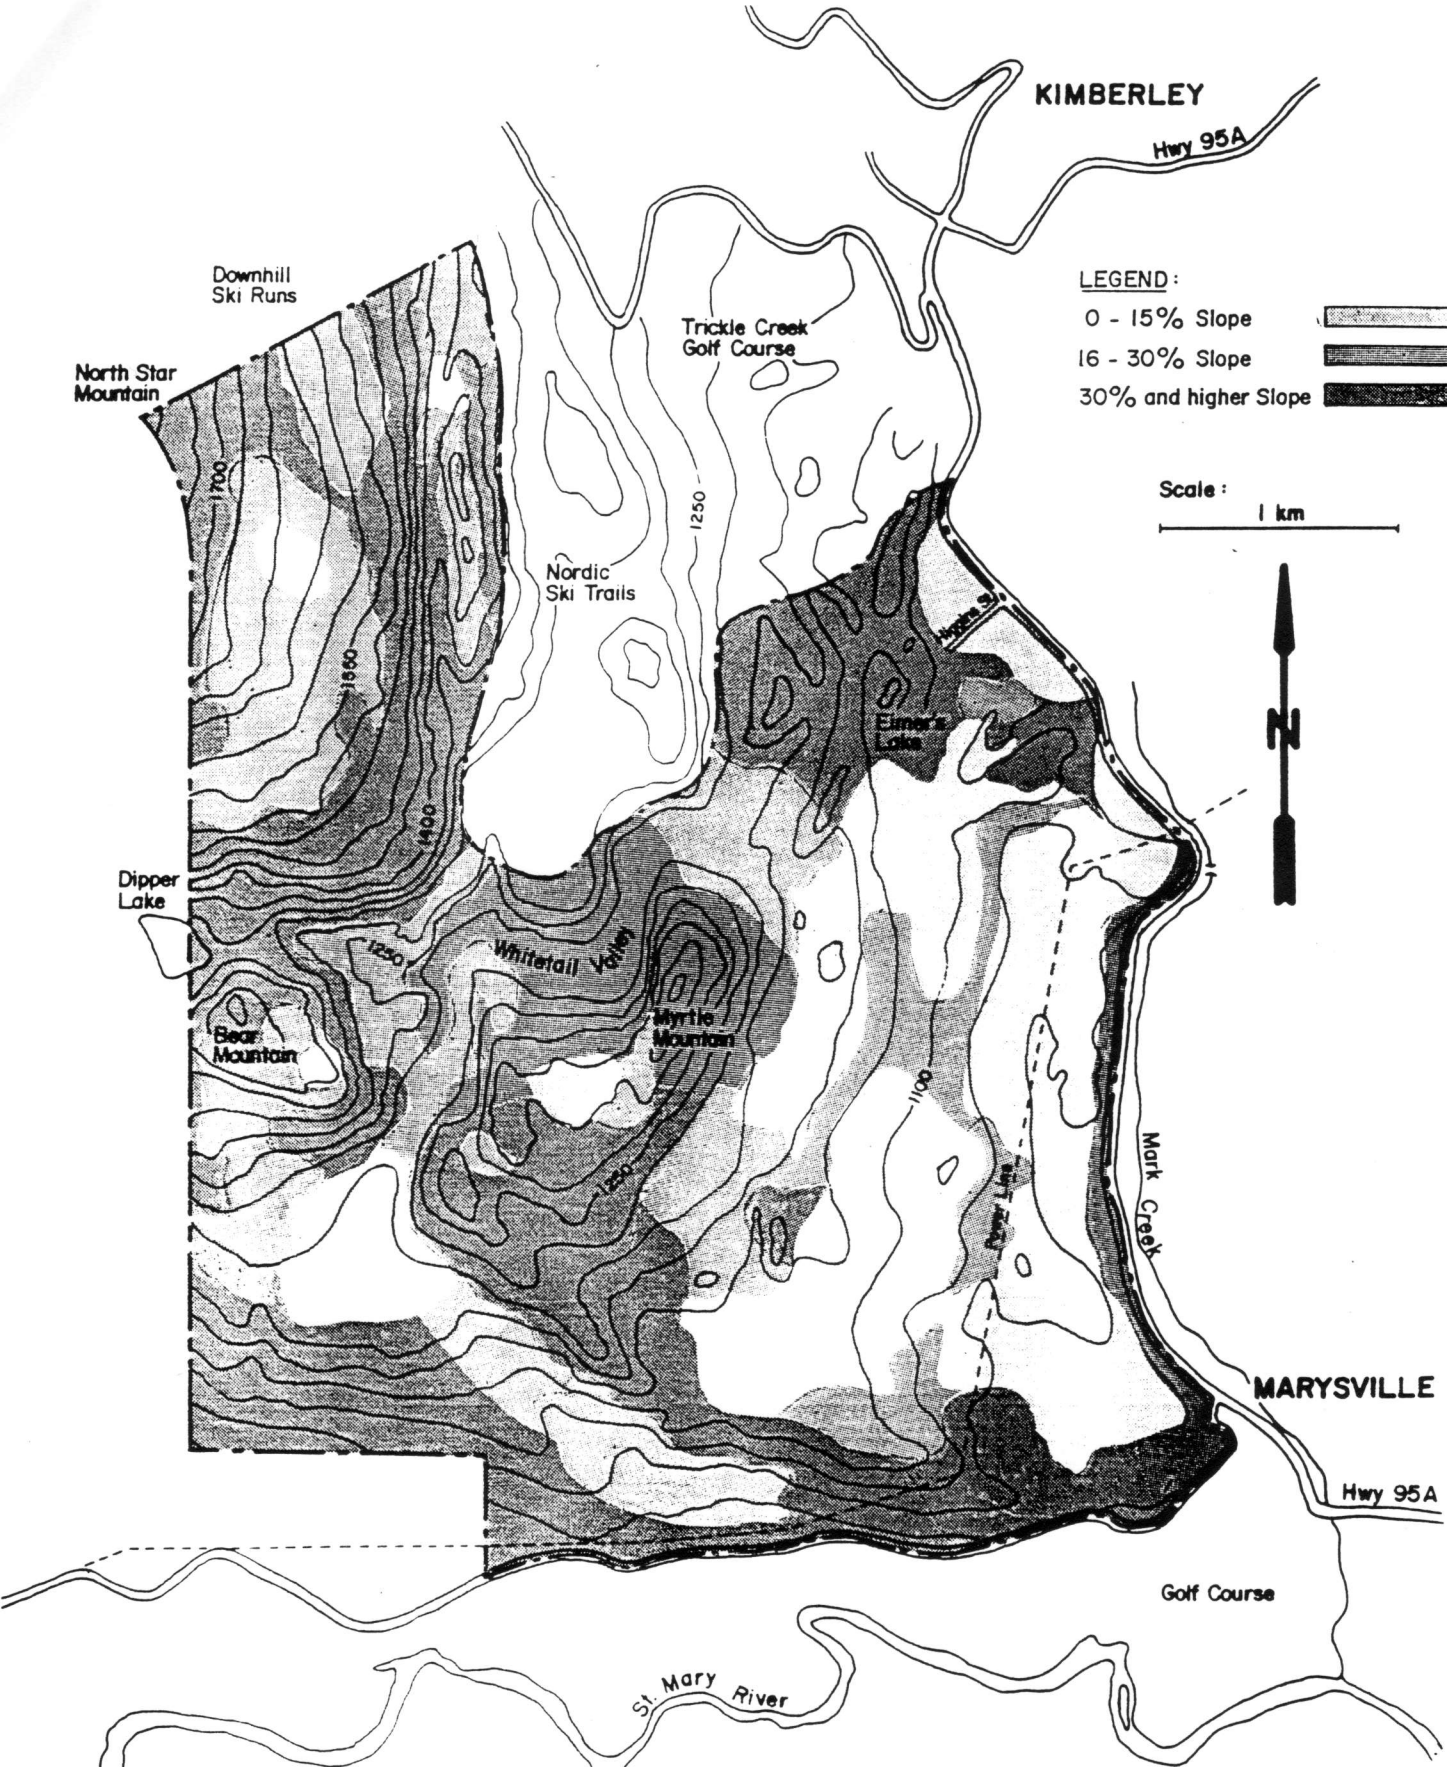 KIMBERLEY
Hwy 95A
Downhill
Ski Runs
LEGEND:
0 - 15% Slope
16 - 30% Slope
30% and higher Slope
Trickle Creek
Golf Course
North Star
Mountain
1700
Scale:
1 km
1250
Nordic
Ski Trails
Higgins St.
1550
Elmer's
Lake
N
1400
Dipper
Lake
1250
Whitetail Valley
Bear
Mountain
Myrtle
Mountain
1100
Mark Creek
1250
Power Line
MARYSVILLE
Hwy 95A
Golf Course
St. Mary River